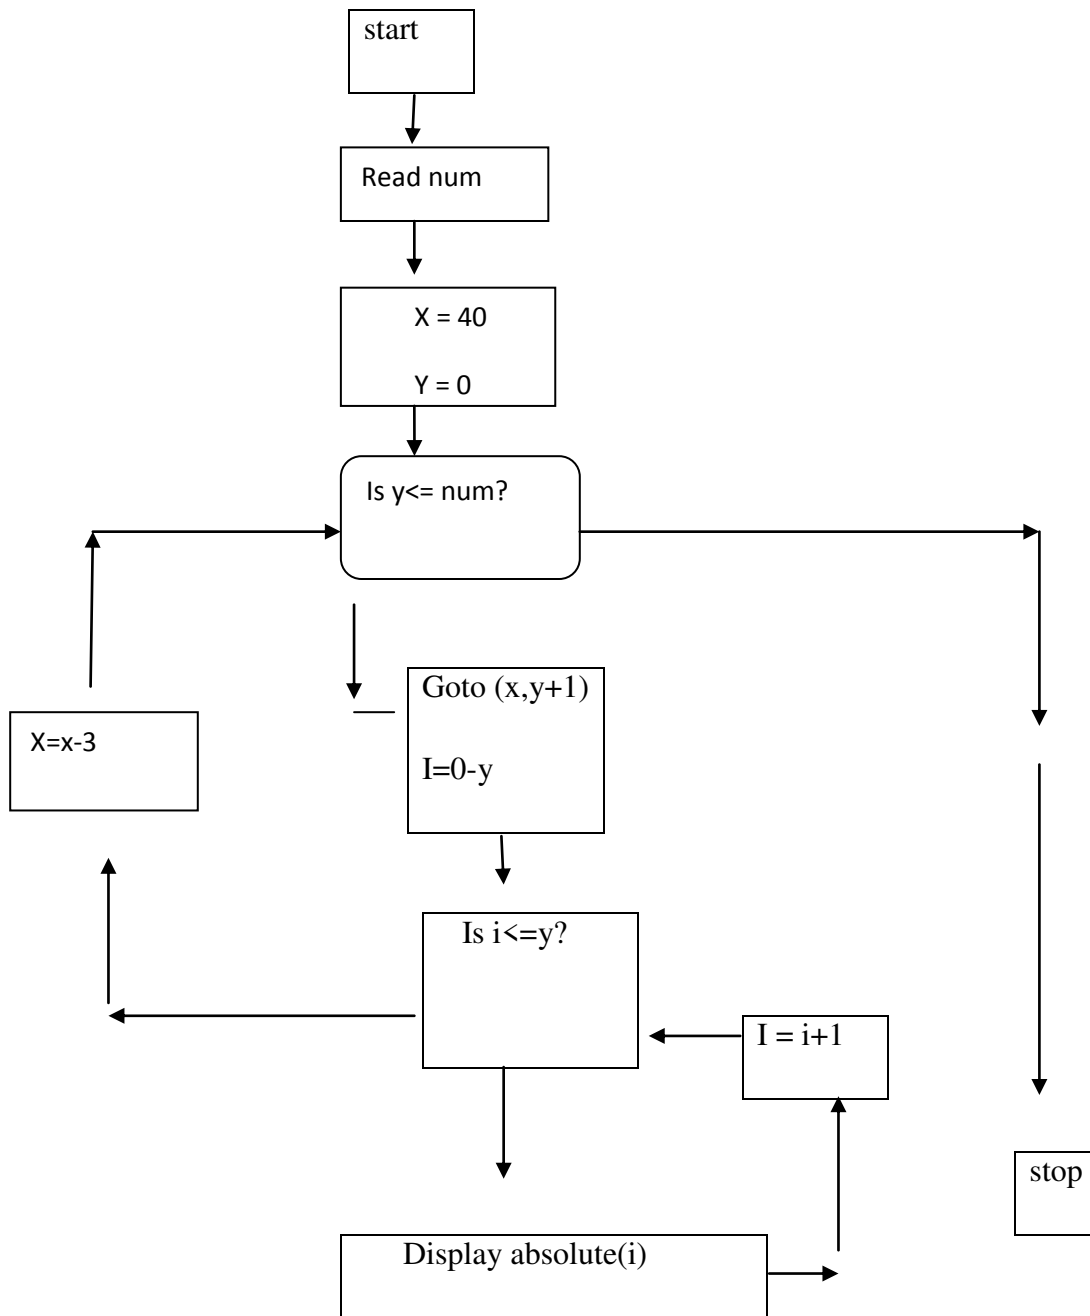 start
Read num
X = 40
Y = 0
Is y<= num?
Goto (x,y+1)
X=x-3
I=0-y
Is i<=y?
I = i+1
stop
Display absolute(i)